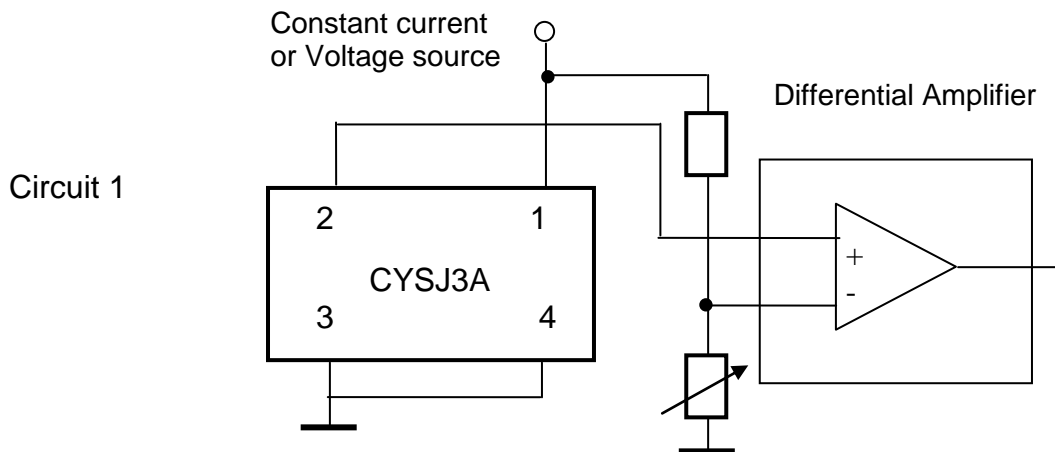 Constant current
or Voltage source
Differential Amplifier
Circuit 1
2 1
CYSJ3A
3 4
+
-